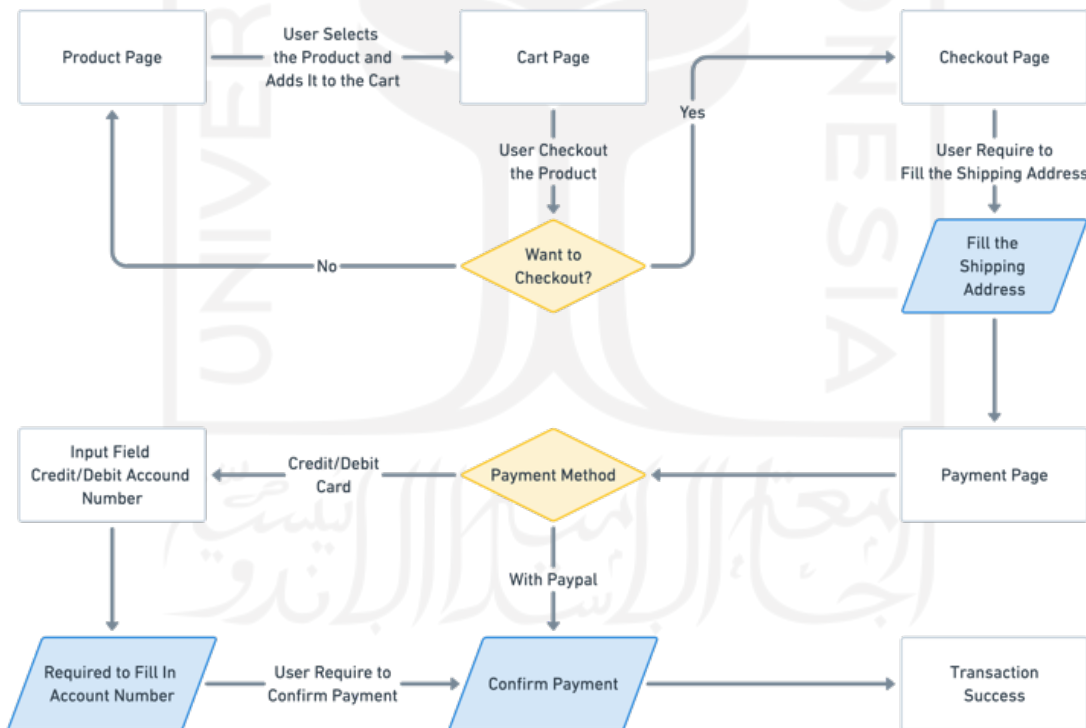 Product Page
User Selects
the Product and
Adds It to the Cart
Cart Page
Checkout Page
Yes
User Checkout
the Product
User Require to
Fill the Shipping Address
Want to
Checkout?
No
Fill the
Shipping
Address
Input Field
Credit/Debit Accound
Number
Credit/Debit
Card
Payment Method
Payment Page
With Paypal
Required to Fill In
Account Number
User Require to
Confirm Payment
Confirm Payment
Transaction
Success
UNIVER
NESIA